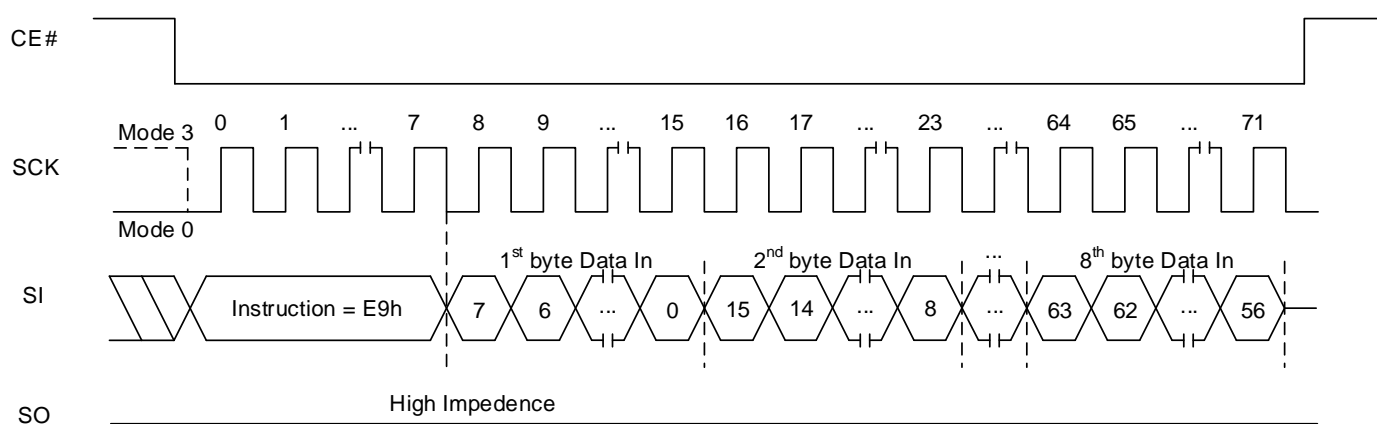 CE#
Mode 3 0 1 ... 7 8 9 ... 15 16 17 ... 23 ... 64 65 ... 71
SCK
Mode 0
1st byte Data In 2nd byte Data In ... 8th byte Data In
SI Instruction = E9h 7 6 ... 0 15 14 ... 8 ... 63 62 ... 56
High Impedence
SO